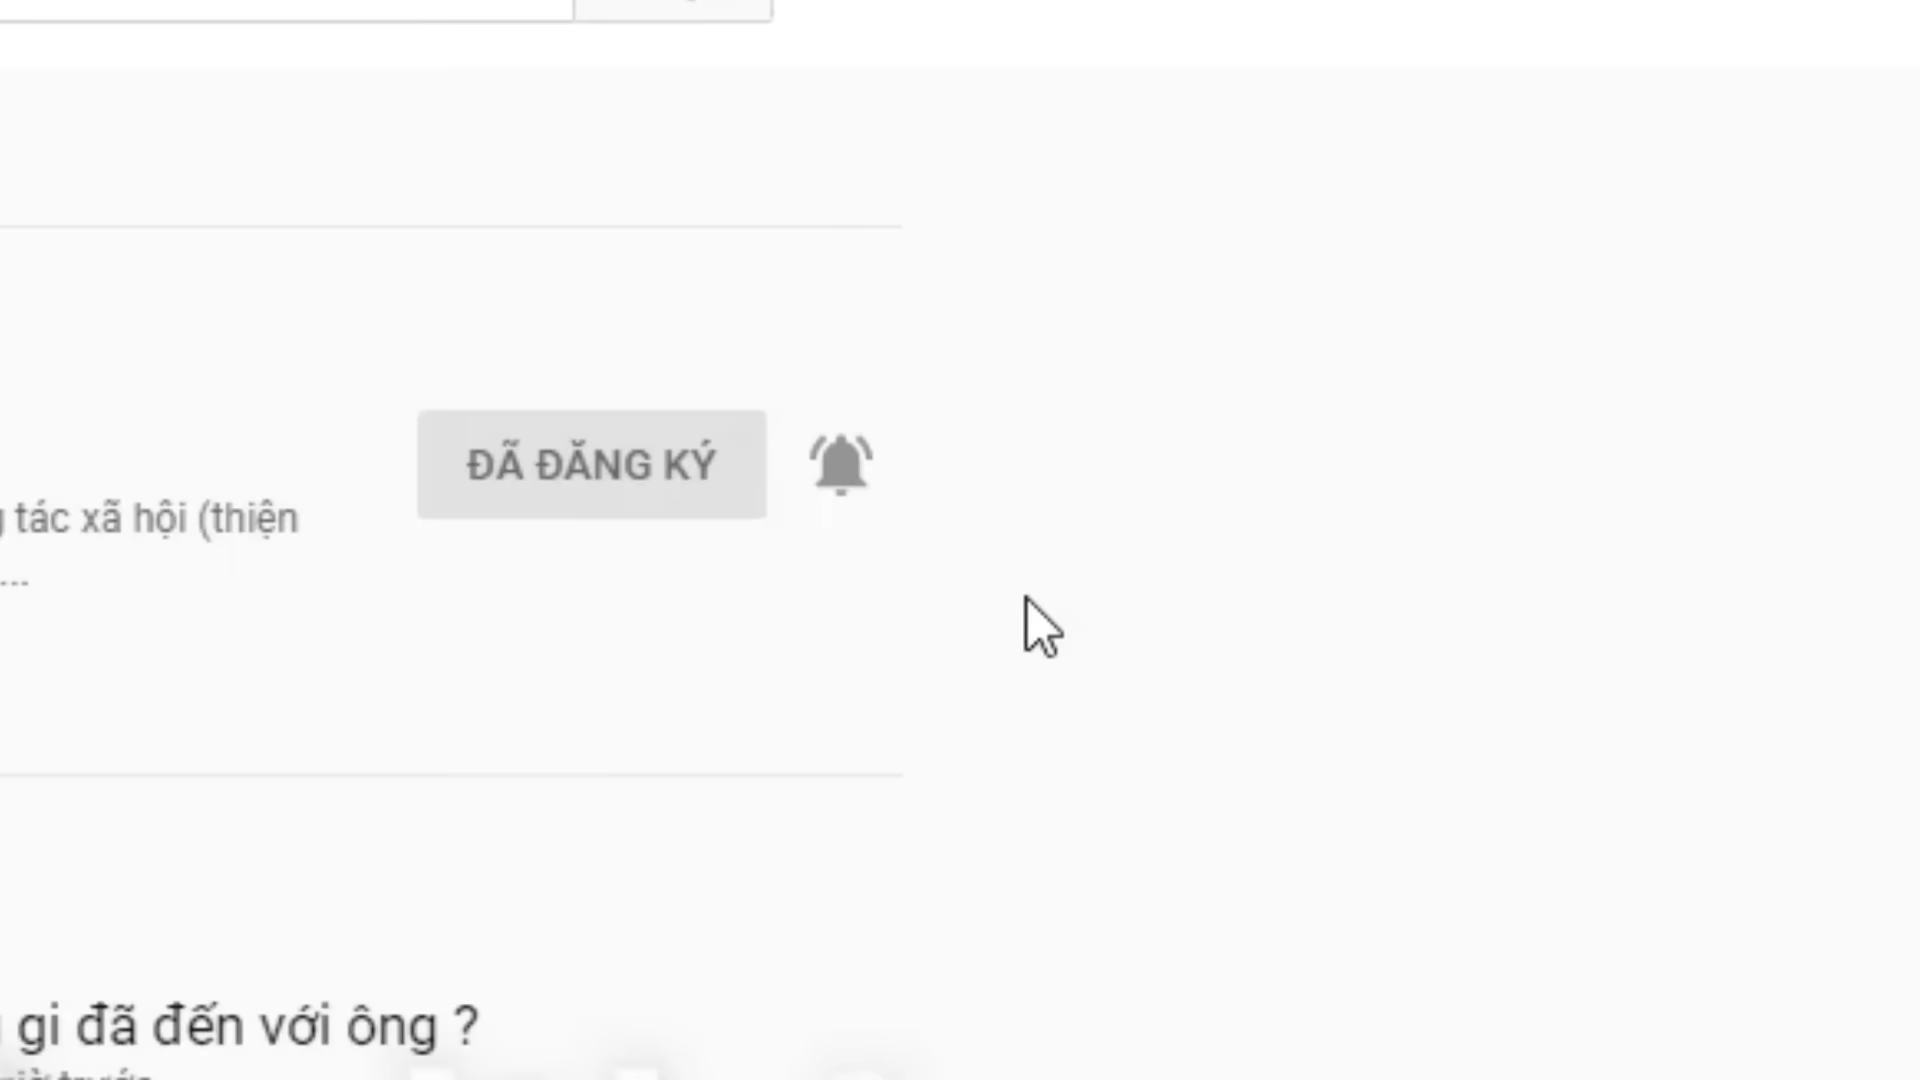 ĐÃ ĐĂNG KÝ
tác xã hội (thiện
...
gi đã đến với ông ?